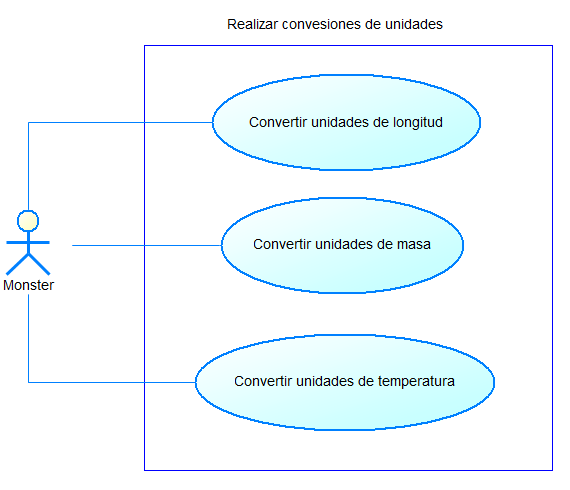 Realizar convesiones de unidades
Convertir unidades de longitud
Convertir unidades de masa
Monster
Convertir unidades de temperatura